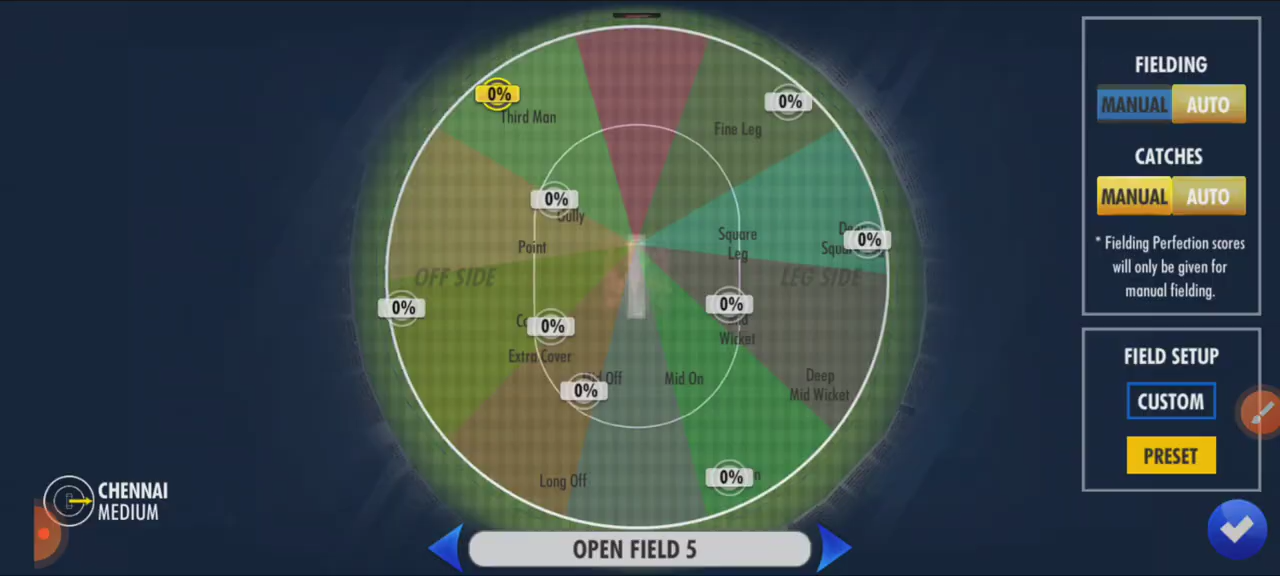 FIELDING
MANUAL AUTO
CATCHES
MANUAL AUTO
* Fielding Perfection scores
will only be given for
manual fielding.
FIELD SETUP
CUSTOM
PRESET
0%
Third Man
0%
Fine Leg
0%
Gully
Point
Square
Leg
0%
OFF SIDE
LEG SIDE
0%
0%
Wicket
0%
Extra Cover
0%
Mid On
Deep
Mid Wicket
Long Off
0%
CHENNAI
MEDIUM
OPEN FIELD 5